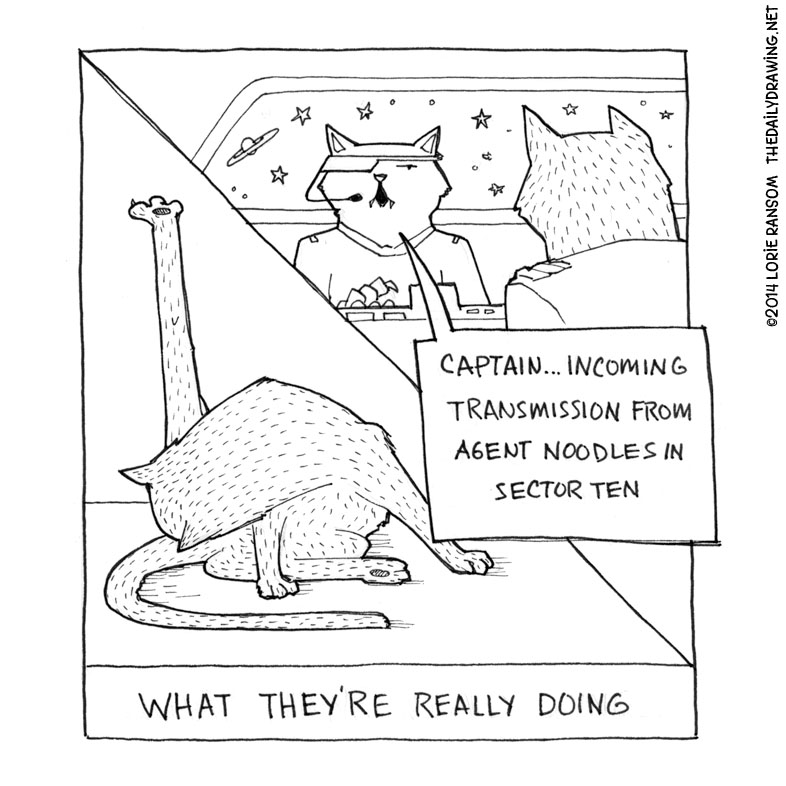 CAPTAIN... INCOMING
TRANSMISSION FROM
AGENT NOODLES IN
SECTOR TEN
WHAT THEY'RE REALLY DOING
©2014 LORIE RANSOM THEDAILYDRAWING.NET